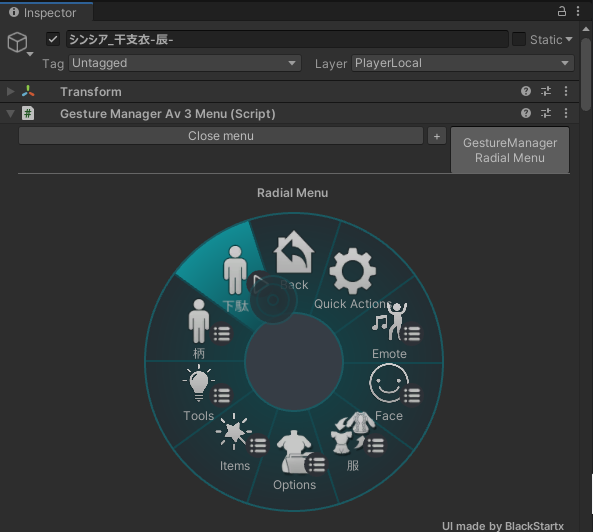 Inspector
シンシア_干支衣-辰-
Static
Tag Untagged Layer PlayerLocal
Transform
# Gesture Manager Av 3 Menu (Script)
Close menu + GestureManager
Radial Menu
Radial Menu
Back
Quick Actions
下駄
Emote
柄
Face
Tools
Items
服
Options
UI made by BlackStartx